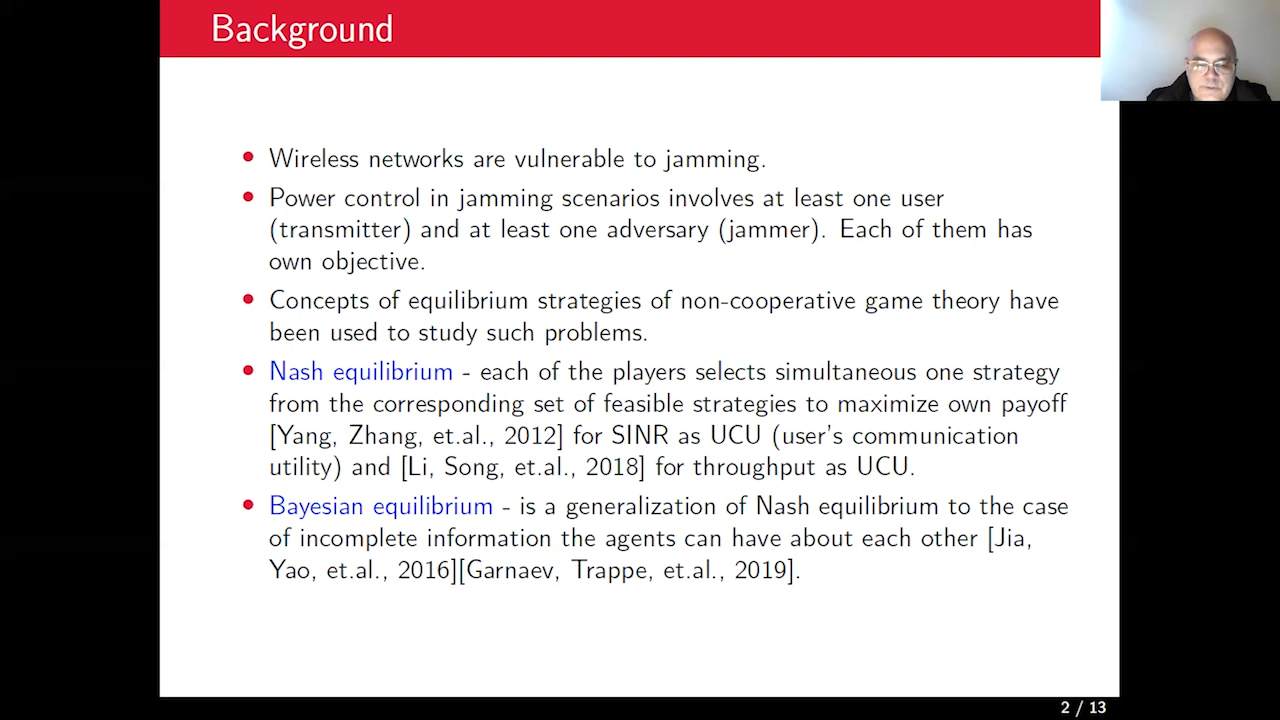 Background
Wireless networks are vulnerable to jamming.
Power control in jamming scenarios involves at least one user
(transmitter) and at least one adversary (jammer). Each of them has
own objective.
Concepts of equilibrium strategies of non-cooperative game theory have
been used to study such problems.
Nash equilibrium - each of the players selects simultaneous one strategy
from the corresponding set of feasible strategies to maximize own payoff
[Yang, Zhang, et.al., 2012] for SINR as UCU (user's communication
utility) and [Li, Song, et.al., 2018] for throughput as UCU.
Bayesian equilibrium - is a generalization of Nash equilibrium to the case
of incomplete information the agents can have about each other [Jia,
Yao, et.al., 2016][Garnaev, Trappe, et.al., 2019].
2 / 13